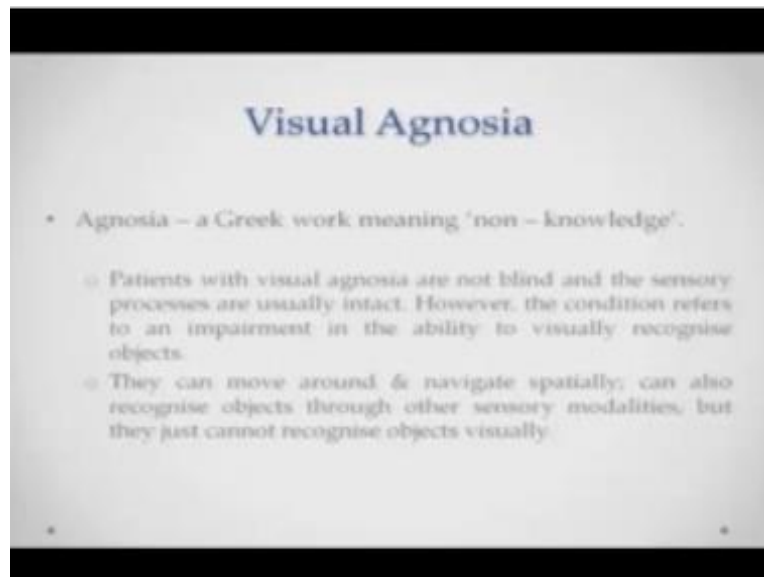 Visual Agnosia
• Agnosia – a Greek work meaning 'non – knowledge'.
o Patients with visual agnosia are not blind and the sensory
processes are usually intact. However, the condition refers
to an impairment in the ability to visually recognise
objects.
o They can move around & navigate spatially; can also
recognise objects through other sensory modalities, but
they just cannot recognise objects visually.